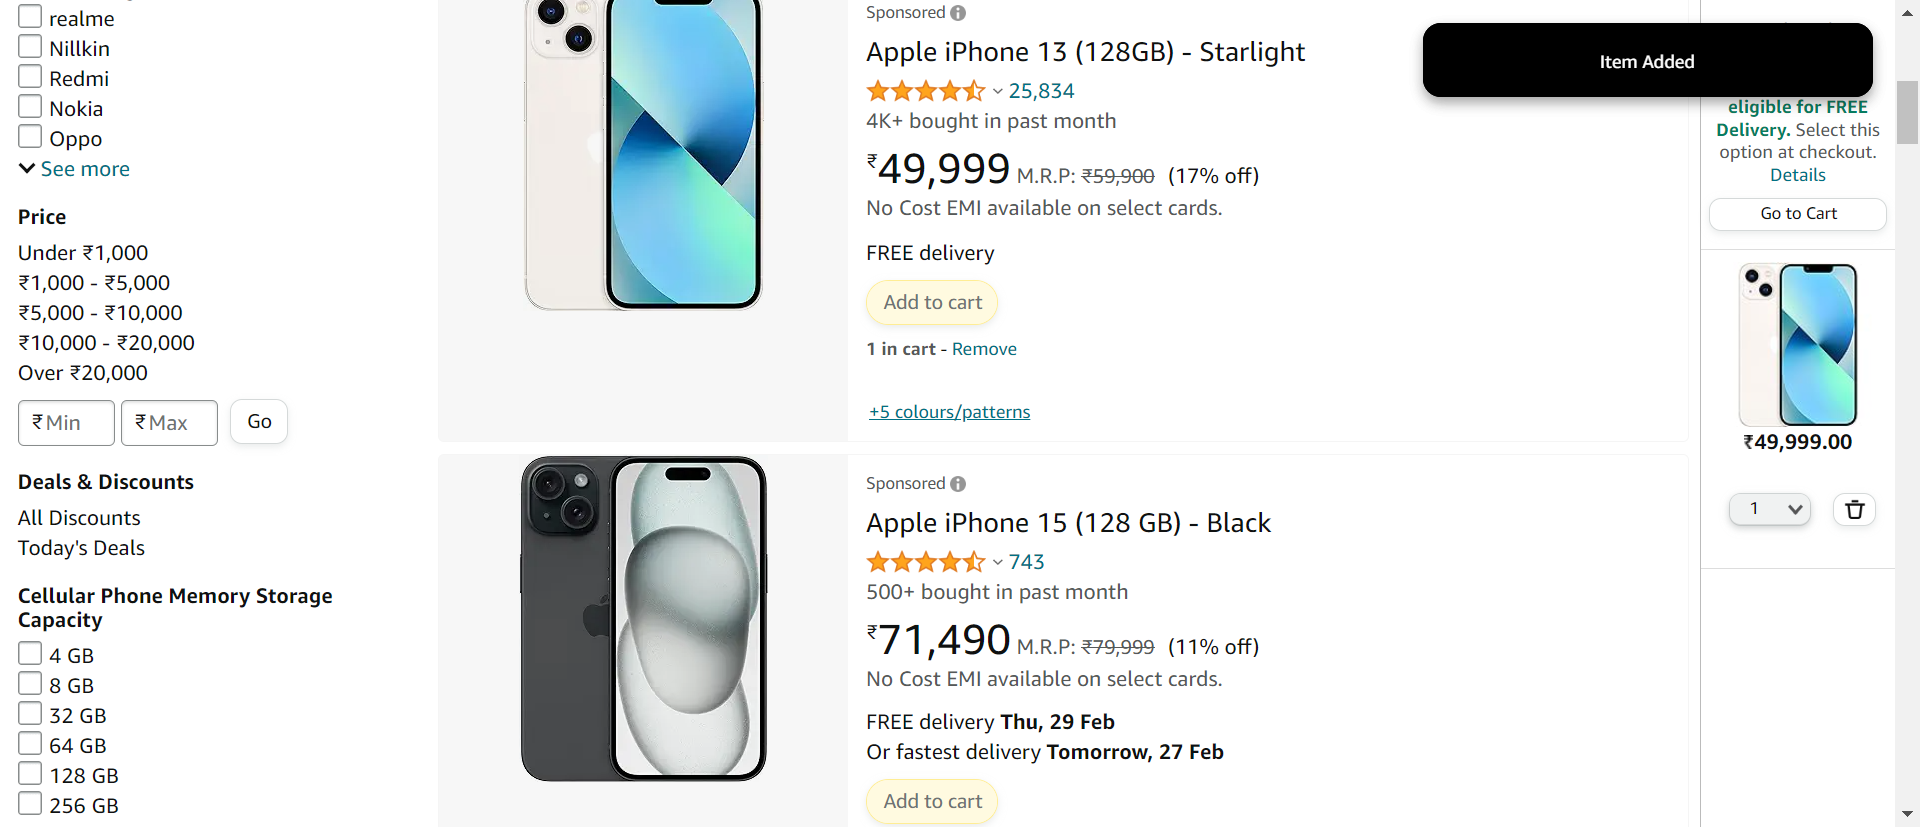 realme
Nillkin
Redmi
Nokia
Oppo
See more
Price
Under ₹1,000
₹1,000 - ₹5,000
₹5,000 - ₹10,000
₹10,000 - ₹20,000
Over ₹20,000
₹ Min
₹ Max
Go
Deals & Discounts
All Discounts
Today's Deals
Cellular Phone Memory Storage
Capacity
4 GB
8 GB
32 GB
64 GB
128 GB
256 GB
Sponsored
Apple iPhone 13 (128GB) - Starlight
25,834
4K+ bought in past month
₹49,999 M.R.P: ₹59,900 (17% off)
No Cost EMI available on select cards.
FREE delivery
Add to cart
1 in cart - Remove
+5 colours/patterns
Sponsored
Apple iPhone 15 (128 GB) - Black
743
500+ bought in past month
₹71,490 M.R.P: ₹79,999 (11% off)
No Cost EMI available on select cards.
FREE delivery Thu, 29 Feb
Or fastest delivery Tomorrow, 27 Feb
Add to cart
Item Added
eligible for FREE
Delivery. Select this
option at checkout.
Details
Go to Cart
₹49,999.00
1